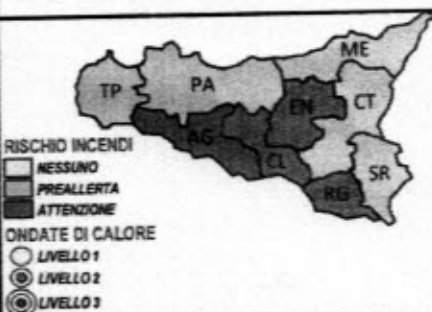 ME
TP
PA
EN
CT
AG
CL
SR
RG
RISCHIO INCENDI
NESSUNO
PREALLERTA
ATTENZIONE
ONDATE DI CALORE
LIVELLO 1
LIVELLO 2
LIVELLO 3